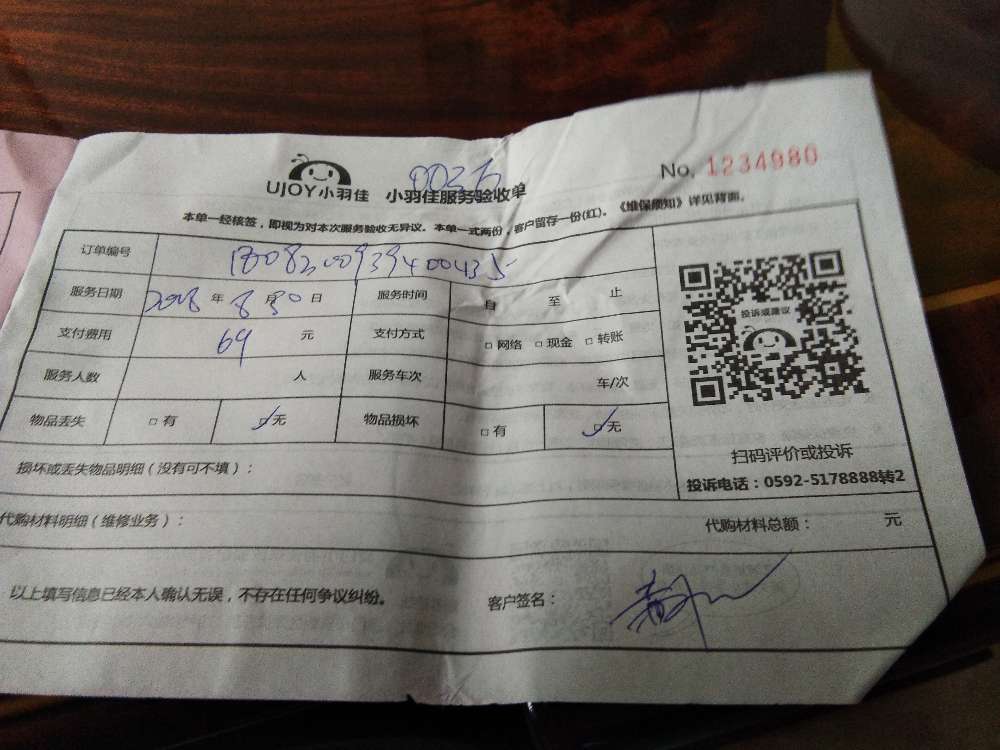 No. 1234980
UJOY小羽佳 小羽佳服务验收单
本单一经核签，即视为对本次服务验收无异议。本单一式两份，客户留存一份(红)。《维保须知》详见背面。
订单编号
服务日期 年 8 月 30 日 服务时间 自 至 止
投诉或建议
支付费用 69 元 支付方式 □ 网络 □ 现金 □ 转账
服务人数 人 服务车次 车/次
物品丢失 □ 有 ☑ 无 物品损坏 □ 有 ☑ 无
扫码评价或投诉
投诉电话：0592-5178888转2
损坏或丢失物品明细（没有可不填）：
代购材料明细（维修业务）： 代购材料总额： 元
以上填写信息已经本人确认无误，不存在任何争议纠纷。 客户签名：